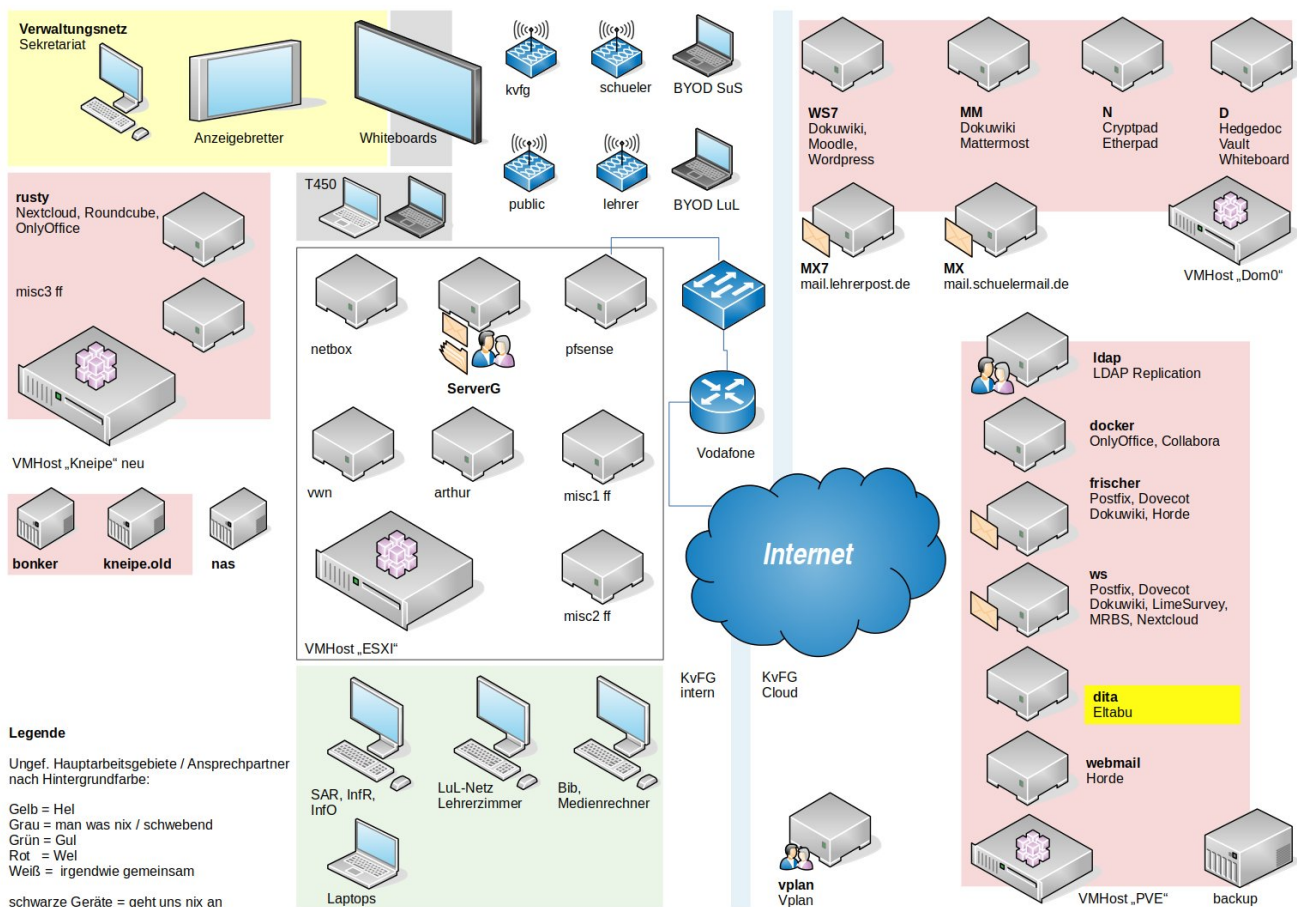 Verwaltungsnetz
Sekretariat
Anzeigebretter
Whiteboards
kvfg
schueler
BYOD SuS
public
lehrer
BYOD LuL
T450
rusty
Nextcloud, Roundcube,
OnlyOffice
misc3 ff
VMHost „Kneipe“ neu
bonker
kneipe.old
nas
netbox
ServerG
pfsense
vwn
arthur
misc1 ff
misc2 ff
VMHost „ESXI“
Vodafone
Internet
KvFG
intern
KvFG
Cloud
WS7
Dokuwiki,
Moodle,
Wordpress
MM
Dokuwiki
Mattermost
N
Cryptpad
Etherpad
D
Hedgedoc
Vault
Whiteboard
MX7
mail.lehrerpost.de
MX
mail.schuelermail.de
VMHost „Dom0“
ldap
LDAP Replication
docker
OnlyOffice, Collabora
frischer
Postfix, Dovecot
Dokuwiki, Horde
ws
Postfix, Dovecot
Dokuwiki, LimeSurvey,
MRBS, Nextcloud
dita
Eltabu
webmail
Horde
VMHost „PVE“
backup
vplan
Vplan
SAR, InfR,
InfO
LuL-Netz
Lehrerzimmer
Bib,
Medienrechner
Laptops
Legende
Ungef. Hauptarbeitsgebiete / Ansprechpartner
nach Hintergrundfarbe:
Gelb = Hel
Grau = man was nix / schwebend
Grün = Gul
Rot = Wel
Weiß = irgendwie gemeinsam
schwarze Geräte = geht uns nix an